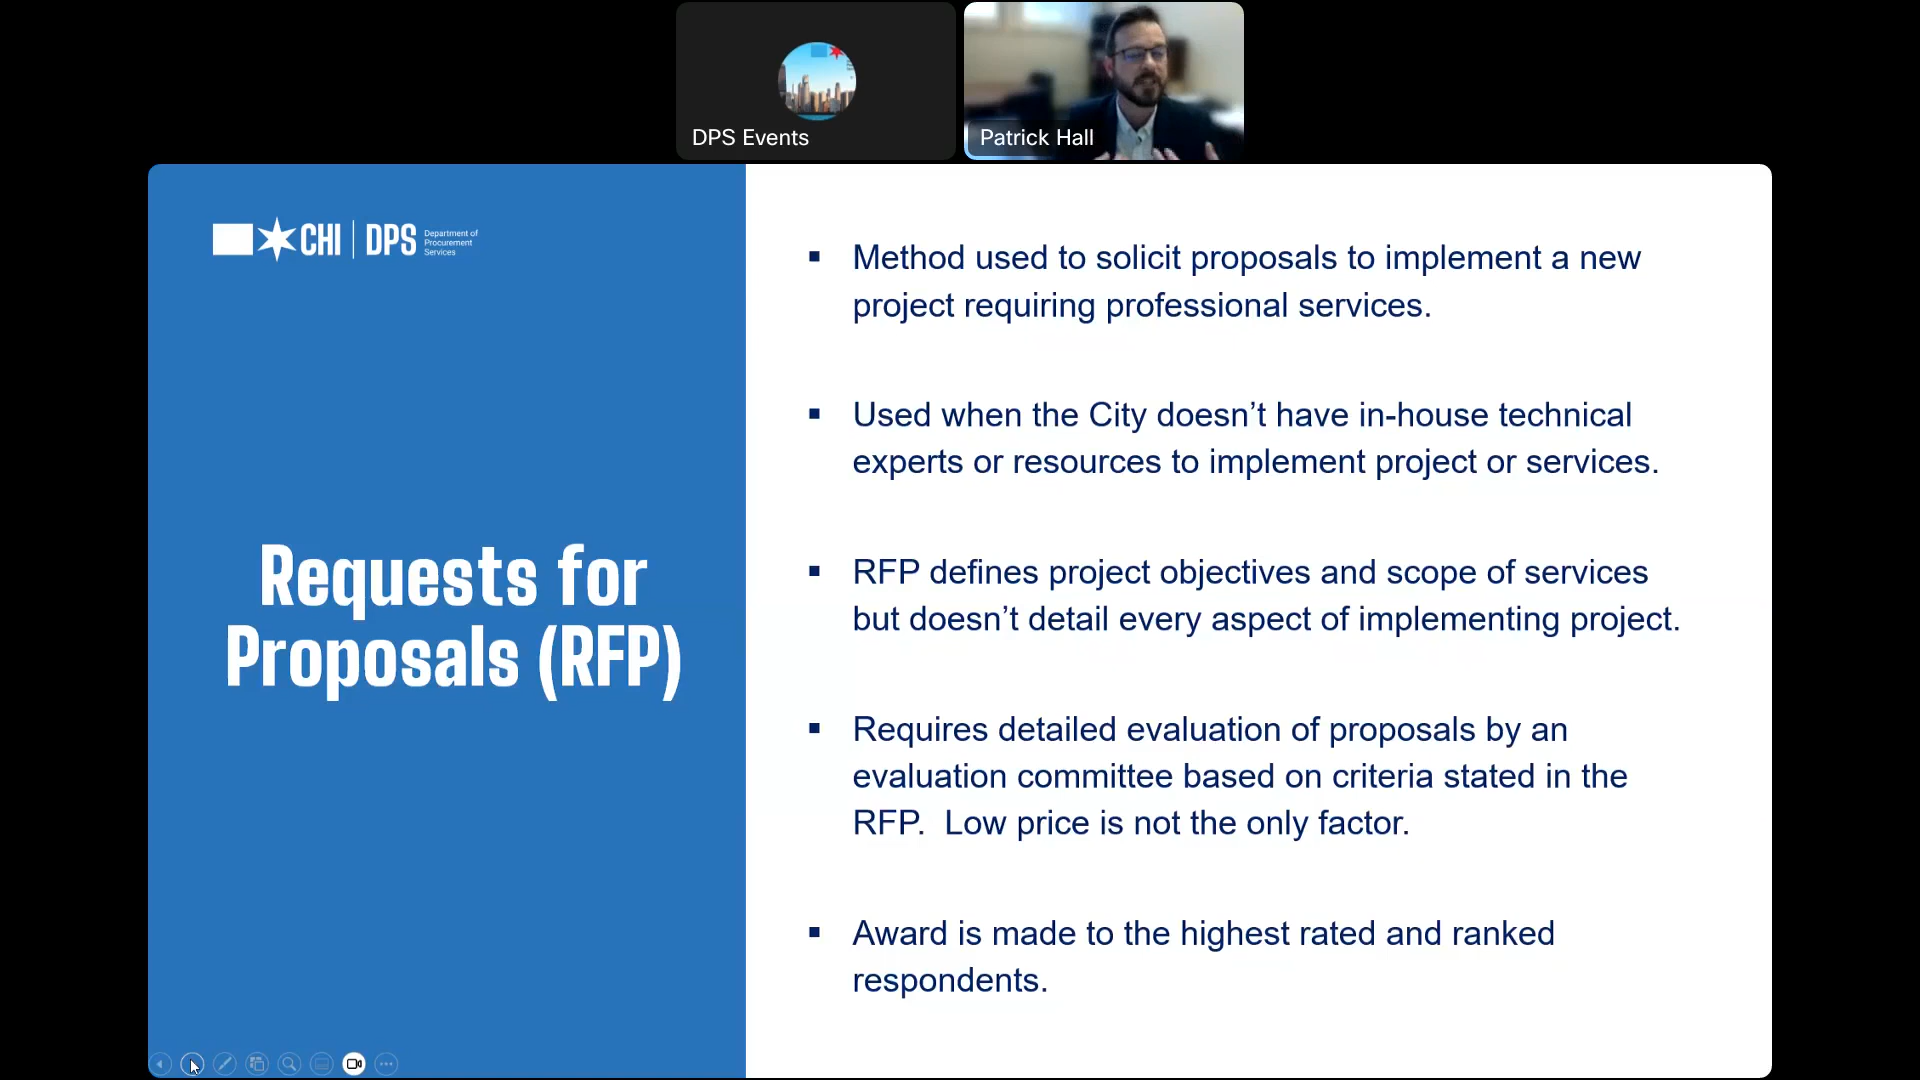 DPS Events
Patrick Hall
CHI DPS Department of
Procurement
Services
Requests for
Proposals (RFP)
▪ Method used to solicit proposals to implement a new
project requiring professional services.
▪ Used when the City doesn’t have in-house technical
experts or resources to implement project or services.
▪ RFP defines project objectives and scope of services
but doesn’t detail every aspect of implementing project.
▪ Requires detailed evaluation of proposals by an
evaluation committee based on criteria stated in the
RFP.  Low price is not the only factor.
▪ Award is made to the highest rated and ranked
respondents.